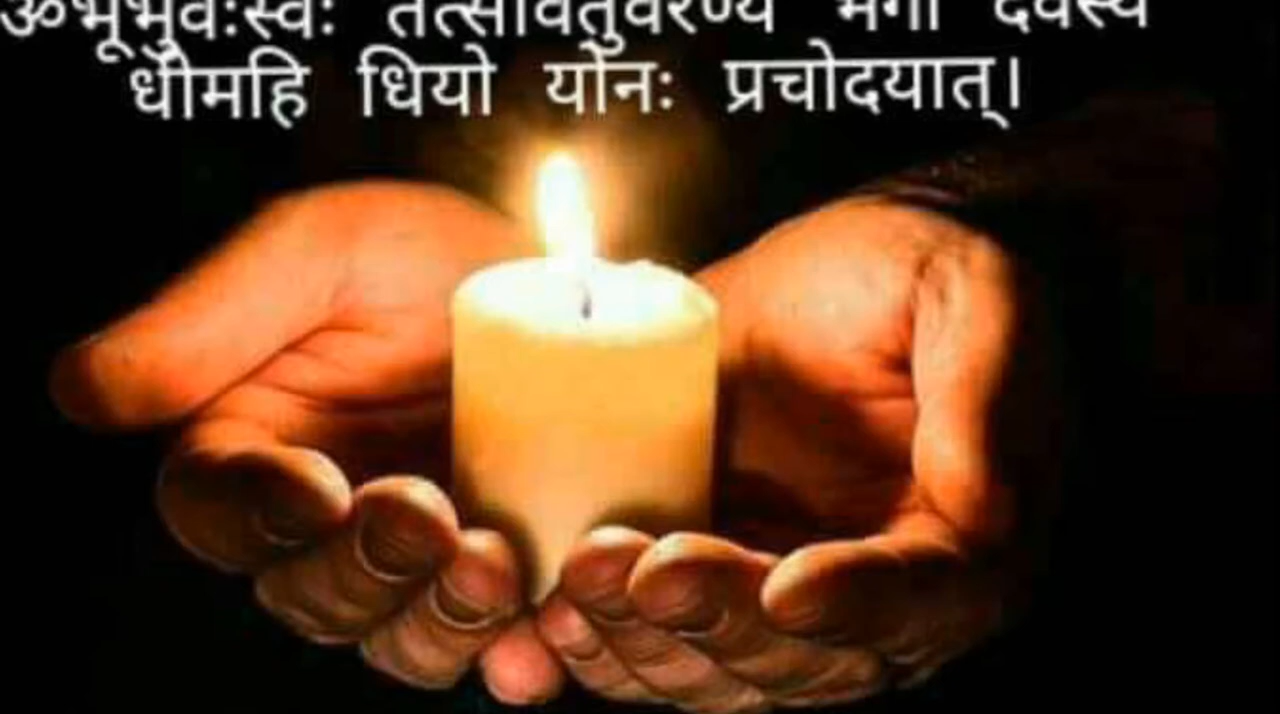 ॐभूर्भुवःस्वः तत्सवितुर्वरेण्यं भर्गो देवस्य
धीमहि धियो योनः प्रचोदयात्।